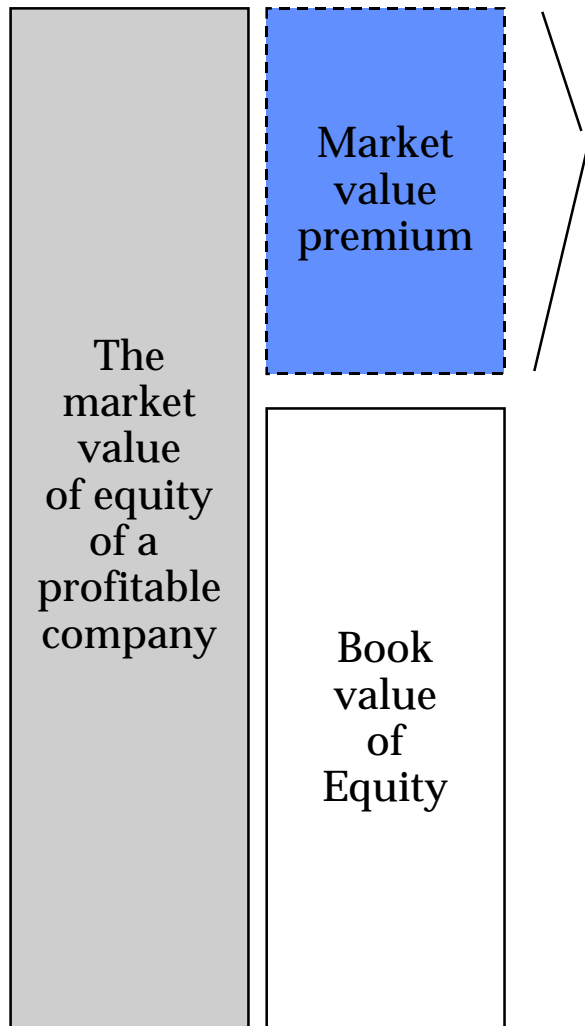 The
market
value
of equity
of a
profitable
company
Market
value
premium
Book
value
of
Equity